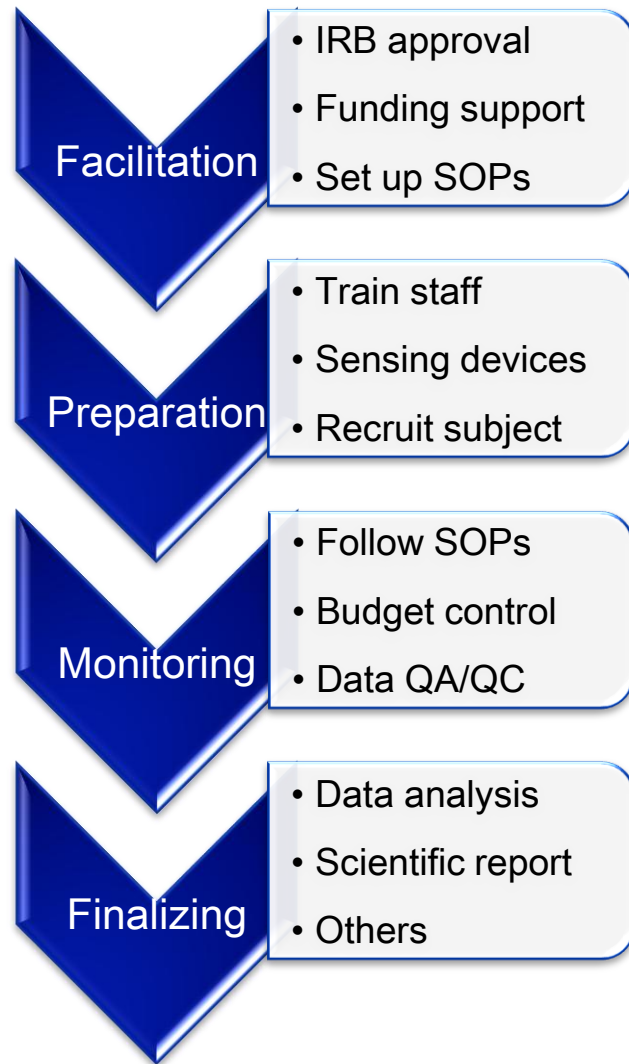 Facilitation
• IRB approval
• Funding support
• Set up SOPs
Preparation
• Train staff
• Sensing devices
• Recruit subject
Monitoring
• Follow SOPs
• Budget control
• Data QA/QC
Finalizing
• Data analysis
• Scientific report
• Others